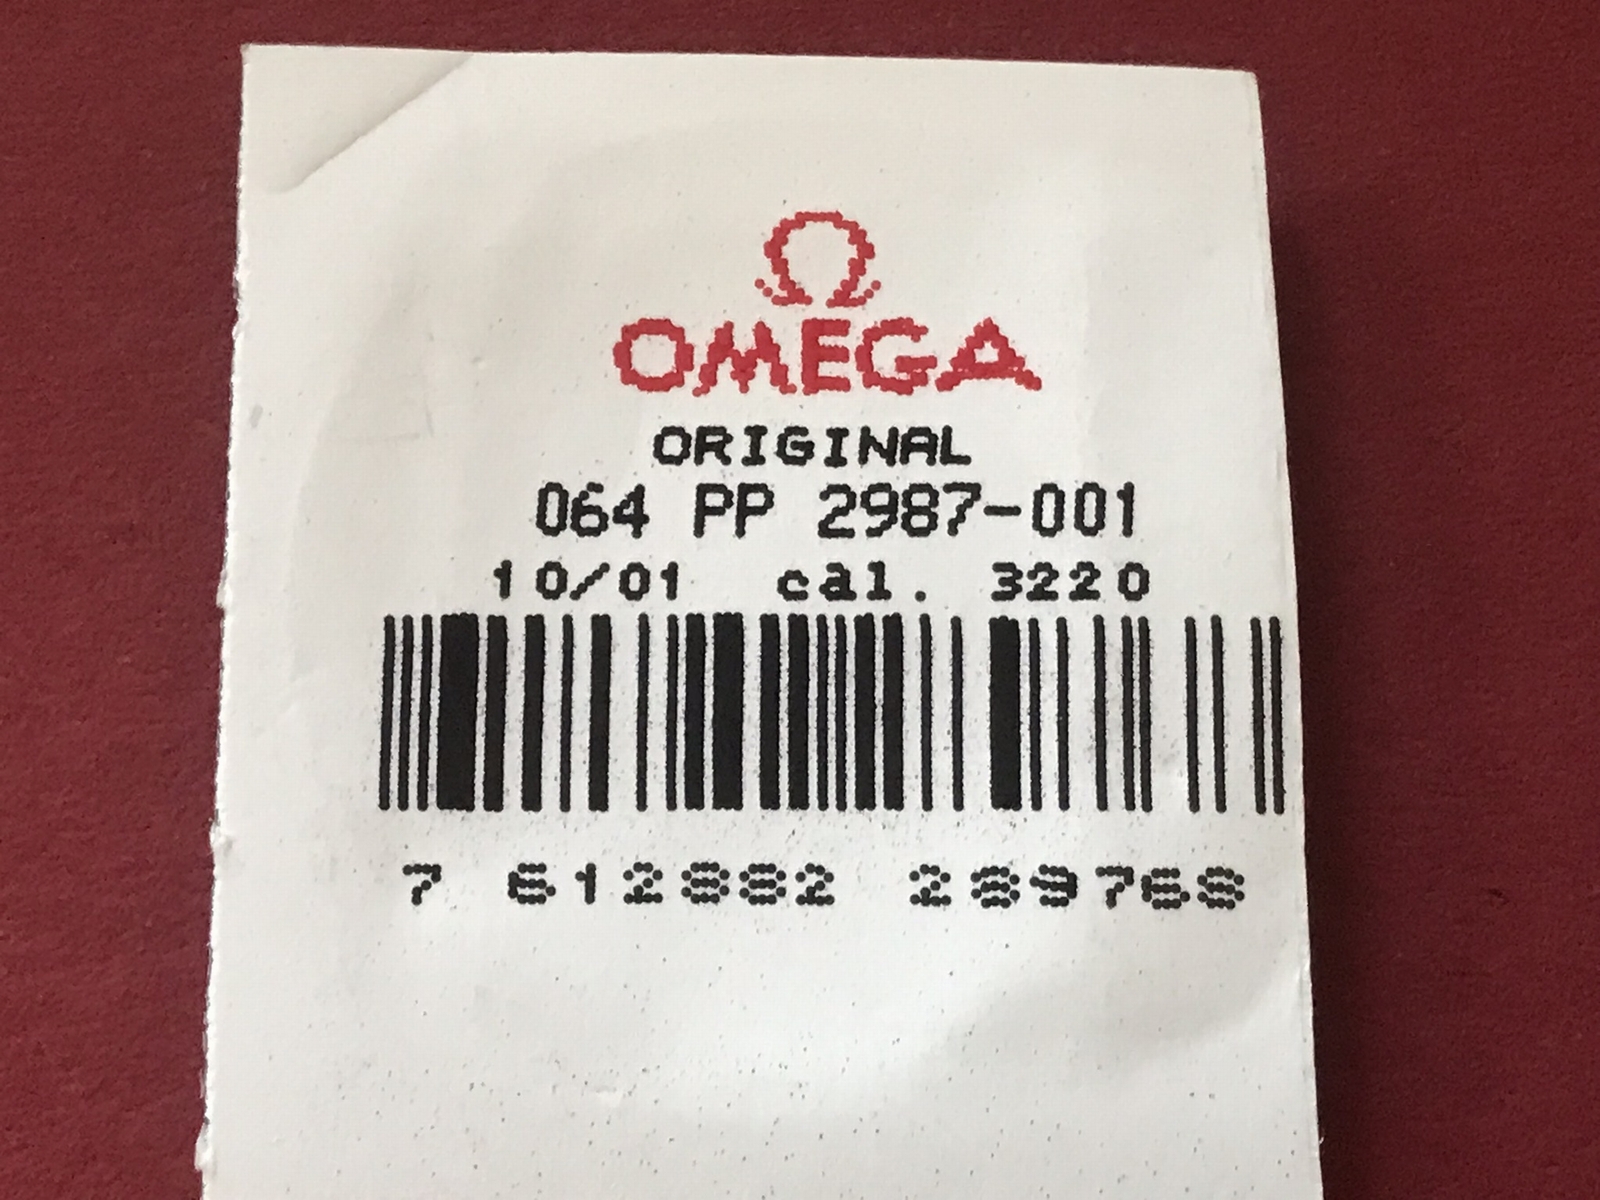 Ω
OMEGA
ORIGINAL
064 PP 2987-001
10/01 cal. 3220
7 612882 289768